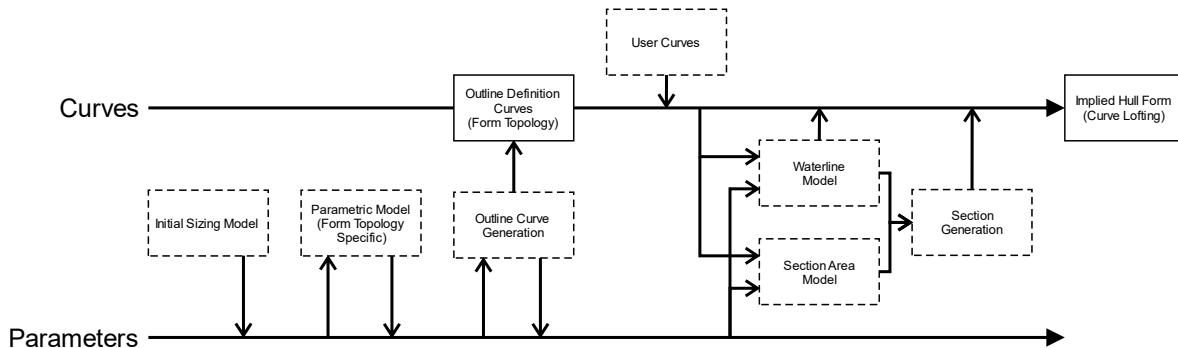 User Curves
Curves
Outline Definition
Curves
(Form Topology)
Implied Hull Form
(Curve Lofting)
Waterline
Model
Initial Sizing Model
Parametric Model
(Form Topology
Specific)
Outline Curve
Generation
Section
Generation
Section Area
Model
Parameters